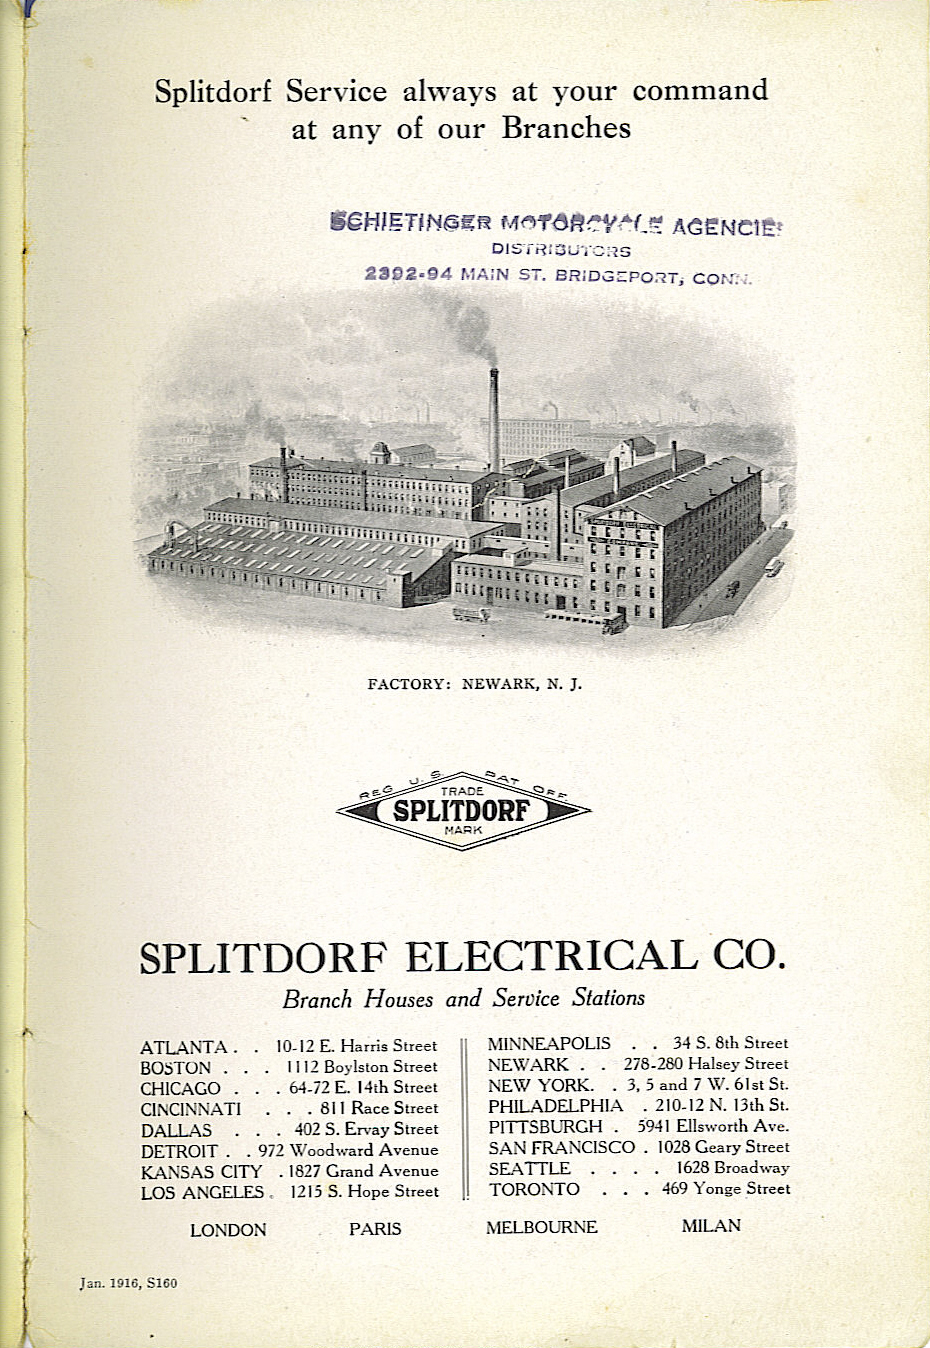 Splitdorf Service always at your command
at any of our Branches
SCHIETINGER MOTORCYCLE AGENCIES
DISTRIBUTORS
2392-94 MAIN ST. BRIDGEPORT, CONN.
SPLITDORF ELECTRICAL
COMPANY
FACTORY: NEWARK, N. J.
REG U.S. PAT OFF.
TRADE
SPLITDORF
MARK
SPLITDORF ELECTRICAL CO.
Branch Houses and Service Stations
ATLANTA . . 10-12 E. Harris Street
BOSTON . . . 1112 Boylston Street
CHICAGO . . . 64-72 E. 14th Street
CINCINNATI . . . 811 Race Street
DALLAS . . . 402 S. Ervay Street
DETROIT . . 972 Woodward Avenue
KANSAS CITY . 1827 Grand Avenue
LOS ANGELES . 1215 S. Hope Street
MINNEAPOLIS . . 34 S. 8th Street
NEWARK . . 278-280 Halsey Street
NEW YORK. . 3, 5 and 7 W. 61st St.
PHILADELPHIA . 210-12 N. 13th St.
PITTSBURGH . 5941 Ellsworth Ave.
SAN FRANCISCO . 1028 Geary Street
SEATTLE . . . . 1628 Broadway
TORONTO . . . 469 Yonge Street
LONDON PARIS MELBOURNE MILAN
Jan. 1916, S160